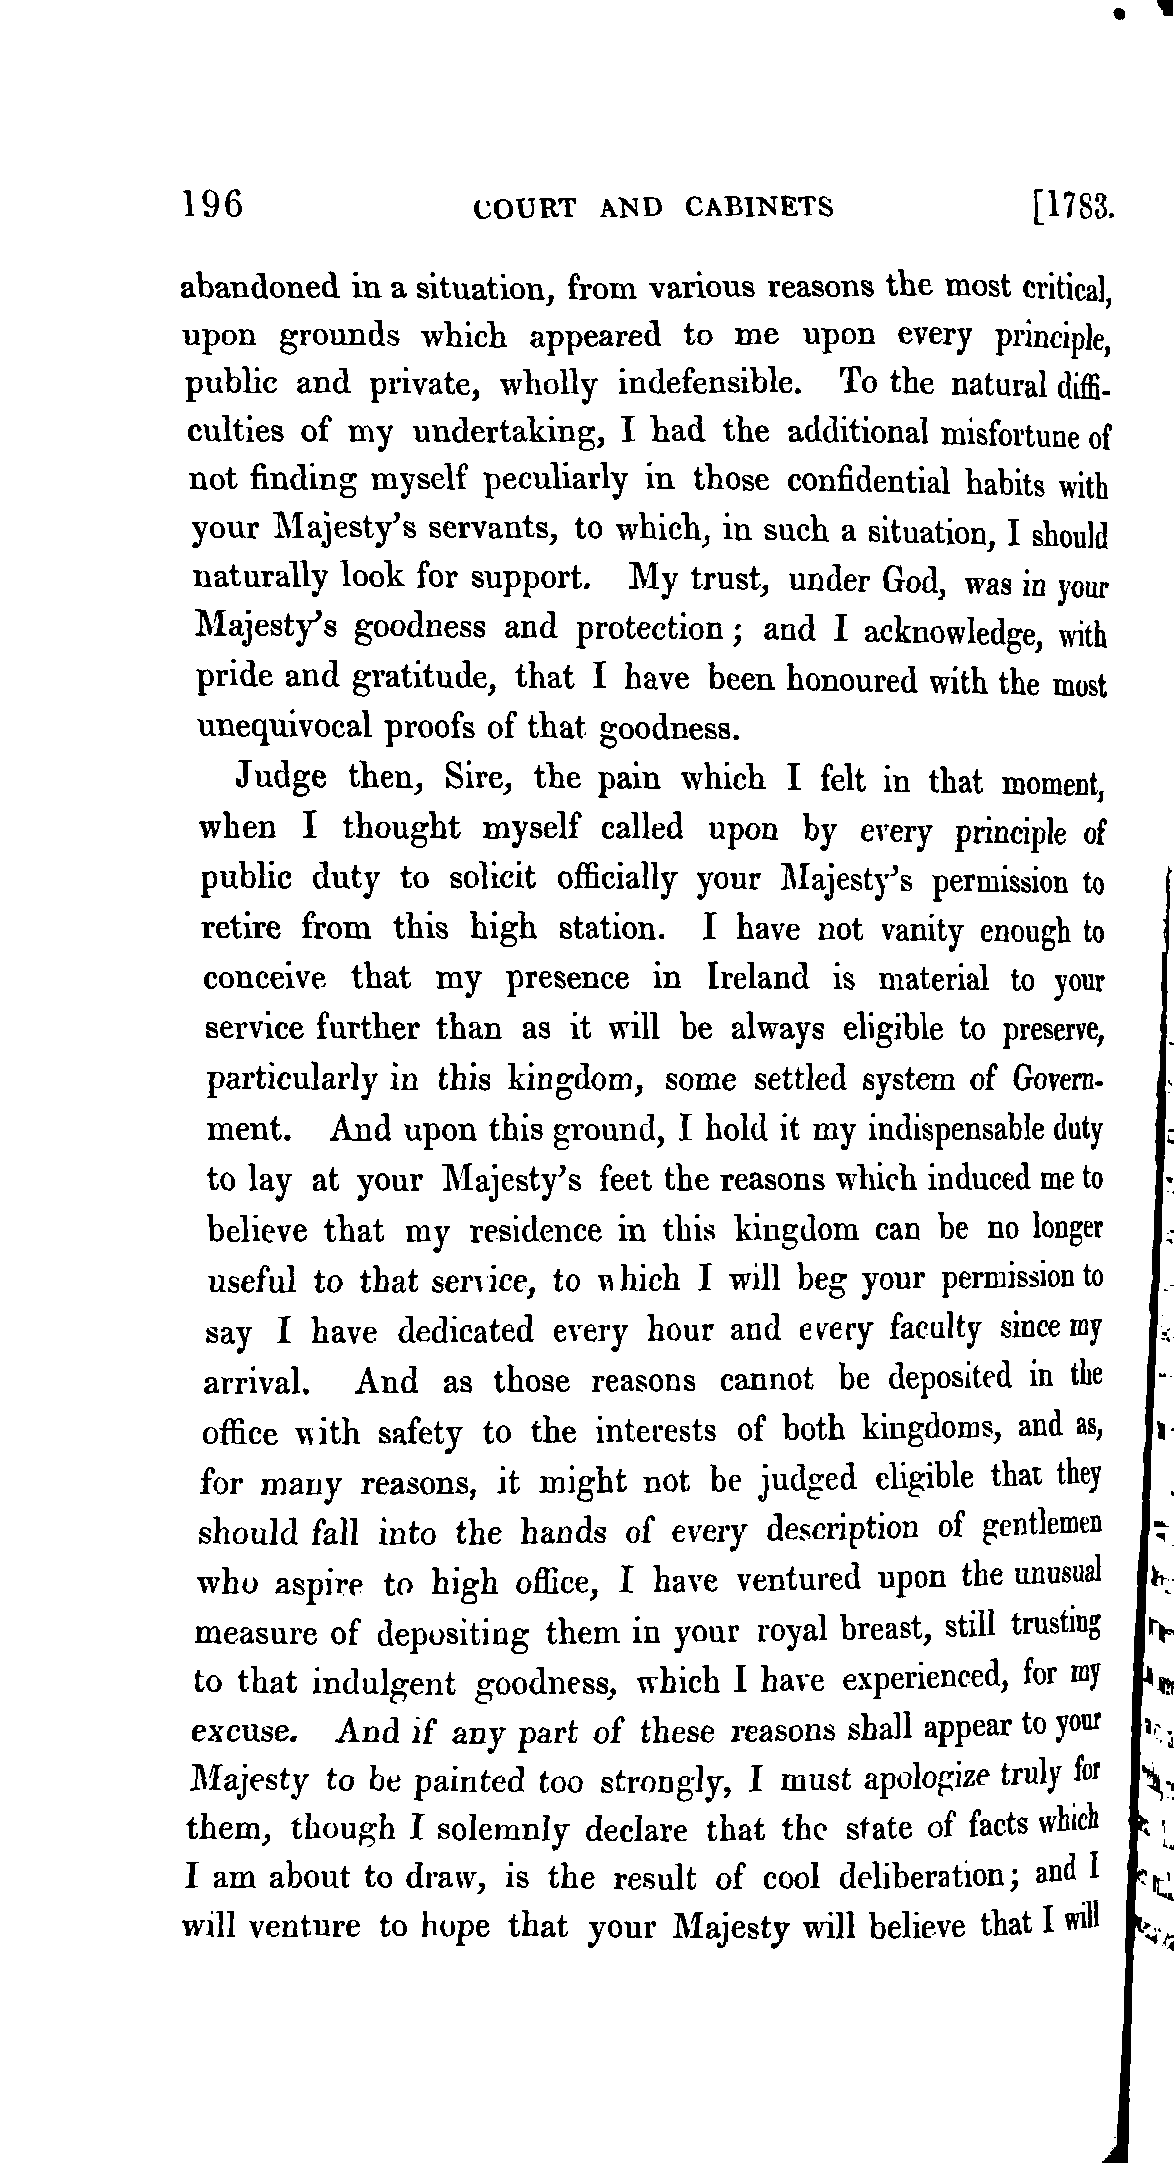 196 COURT AND CABINETS [1783.
abandoned in a situation, from various reasons the most critical,
upon grounds which appeared to me upon every principle,
public and private, wholly indefensible. To the natural diffi-
culties of my undertaking, I had the additional misfortune of
not finding myself peculiarly in those confidential habits with
your Majesty's servants, to which, in such a situation, I should
naturally look for support. My trust, under God, was in your
Majesty's goodness and protection; and I acknowledge, with
pride and gratitude, that I have been honoured with the most
unequivocal proofs of that goodness.
Judge then, Sire, the pain which I felt in that moment,
when I thought myself called upon by every principle of
public duty to solicit officially your Majesty's permission to
retire from this high station. I have not vanity enough to
conceive that my presence in Ireland is material to your
service further than as it will be always eligible to preserve,
particularly in this kingdom, some settled system of Govern-
ment. And upon this ground, I hold it my indispensable duty
to lay at your Majesty's feet the reasons which induced me to
believe that my residence in this kingdom can be no longer
useful to that service, to which I will beg your permission to
say I have dedicated every hour and every faculty since my
arrival. And as those reasons cannot be deposited in the
office with safety to the interests of both kingdoms, and as,
for many reasons, it might not be judged eligible that they
should fall into the hands of every description of gentlemen
who aspire to high office, I have ventured upon the unusual
measure of depositing them in your royal breast, still trusting
to that indulgent goodness, which I have experienced, for my
excuse. And if any part of these reasons shall appear to your
Majesty to be painted too strongly, I must apologize truly for
them, though I solemnly declare that the state of facts which
I am about to draw, is the result of cool deliberation; and I
will venture to hope that your Majesty will believe that I will